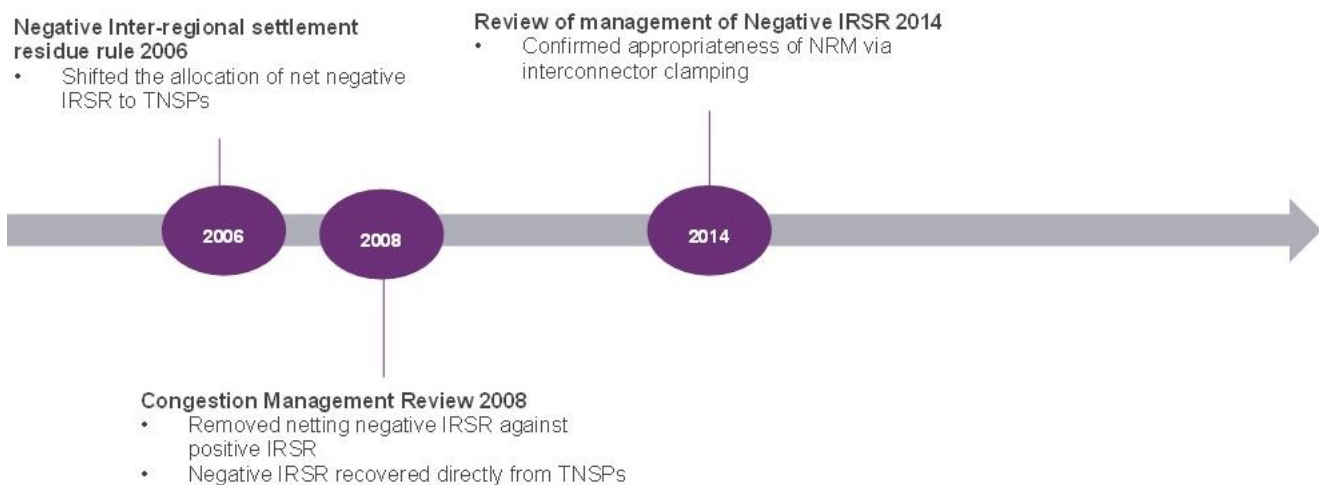 Negative Inter-regional settlement
residue rule 2006
• Shifted the allocation of net negative
IRSR to TNSPs
Review of management of Negative IRSR 2014
• Confirmed appropriateness of NRM via
interconnector clamping
2006
2008
2014
Congestion Management Review 2008
• Removed netting negative IRSR against
positive IRSR
• Negative IRSR recovered directly from TNSPs